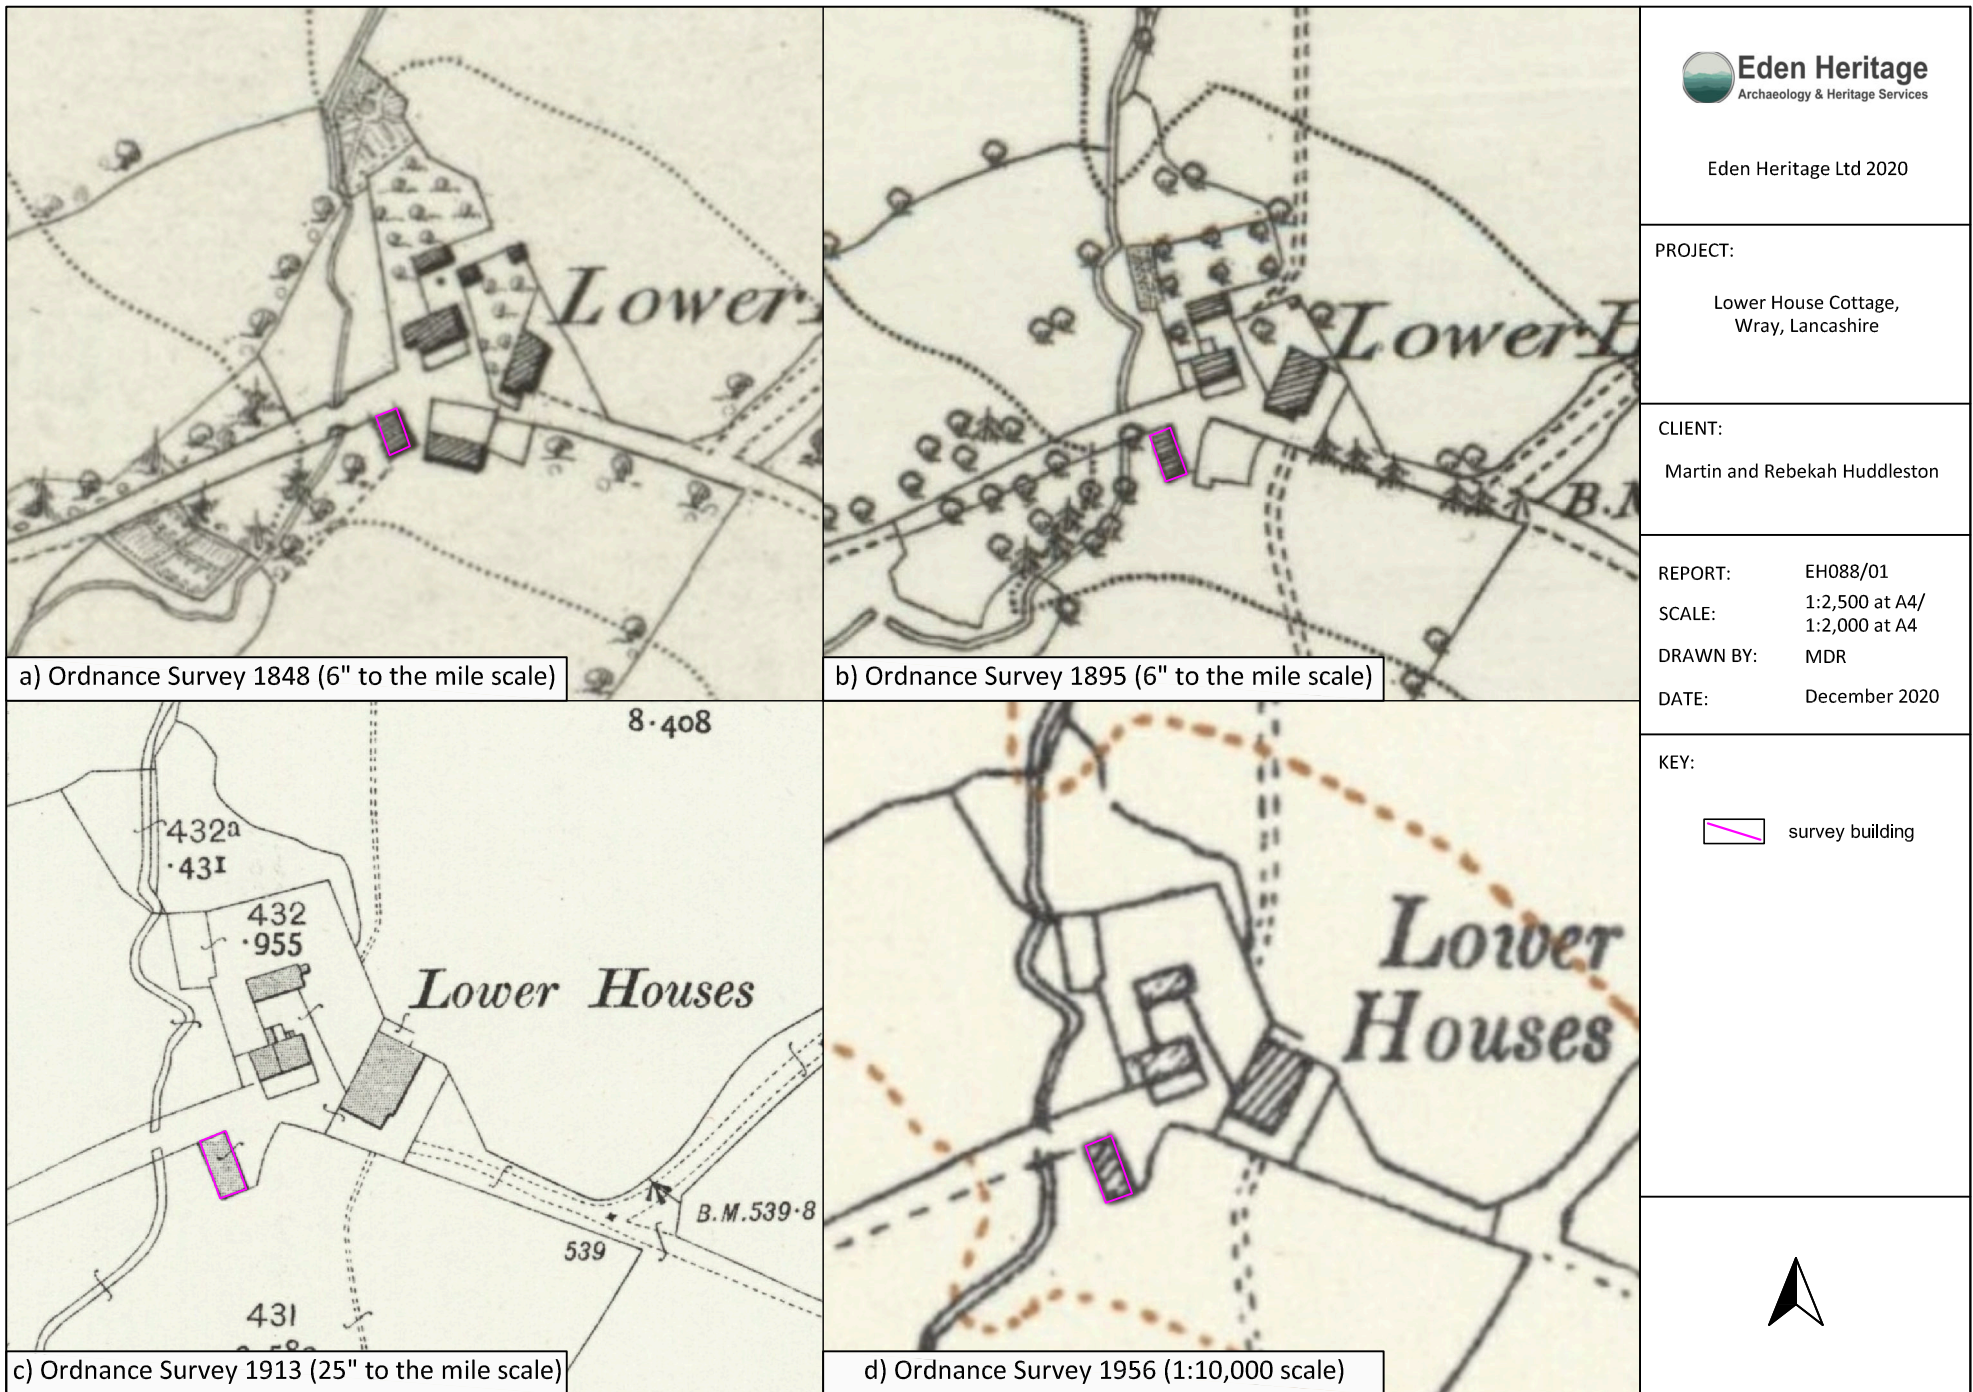 Lower
a) Ordnance Survey 1848 (6" to the mile scale)
Lower H
B.M
b) Ordnance Survey 1895 (6" to the mile scale)
8·408
432a
·431
432
·955
Lower Houses
B.M.539·8
539
431
c) Ordnance Survey 1913 (25" to the mile scale)
Lower
Houses
d) Ordnance Survey 1956 (1:10,000 scale)
Eden Heritage
Archaeology & Heritage Services
Eden Heritage Ltd 2020
PROJECT:
Lower House Cottage,
Wray, Lancashire
CLIENT:
Martin and Rebekah Huddleston
REPORT: EH088/01
SCALE: 1:2,500 at A4/
1:2,000 at A4
DRAWN BY: MDR
DATE: December 2020
KEY:
survey building